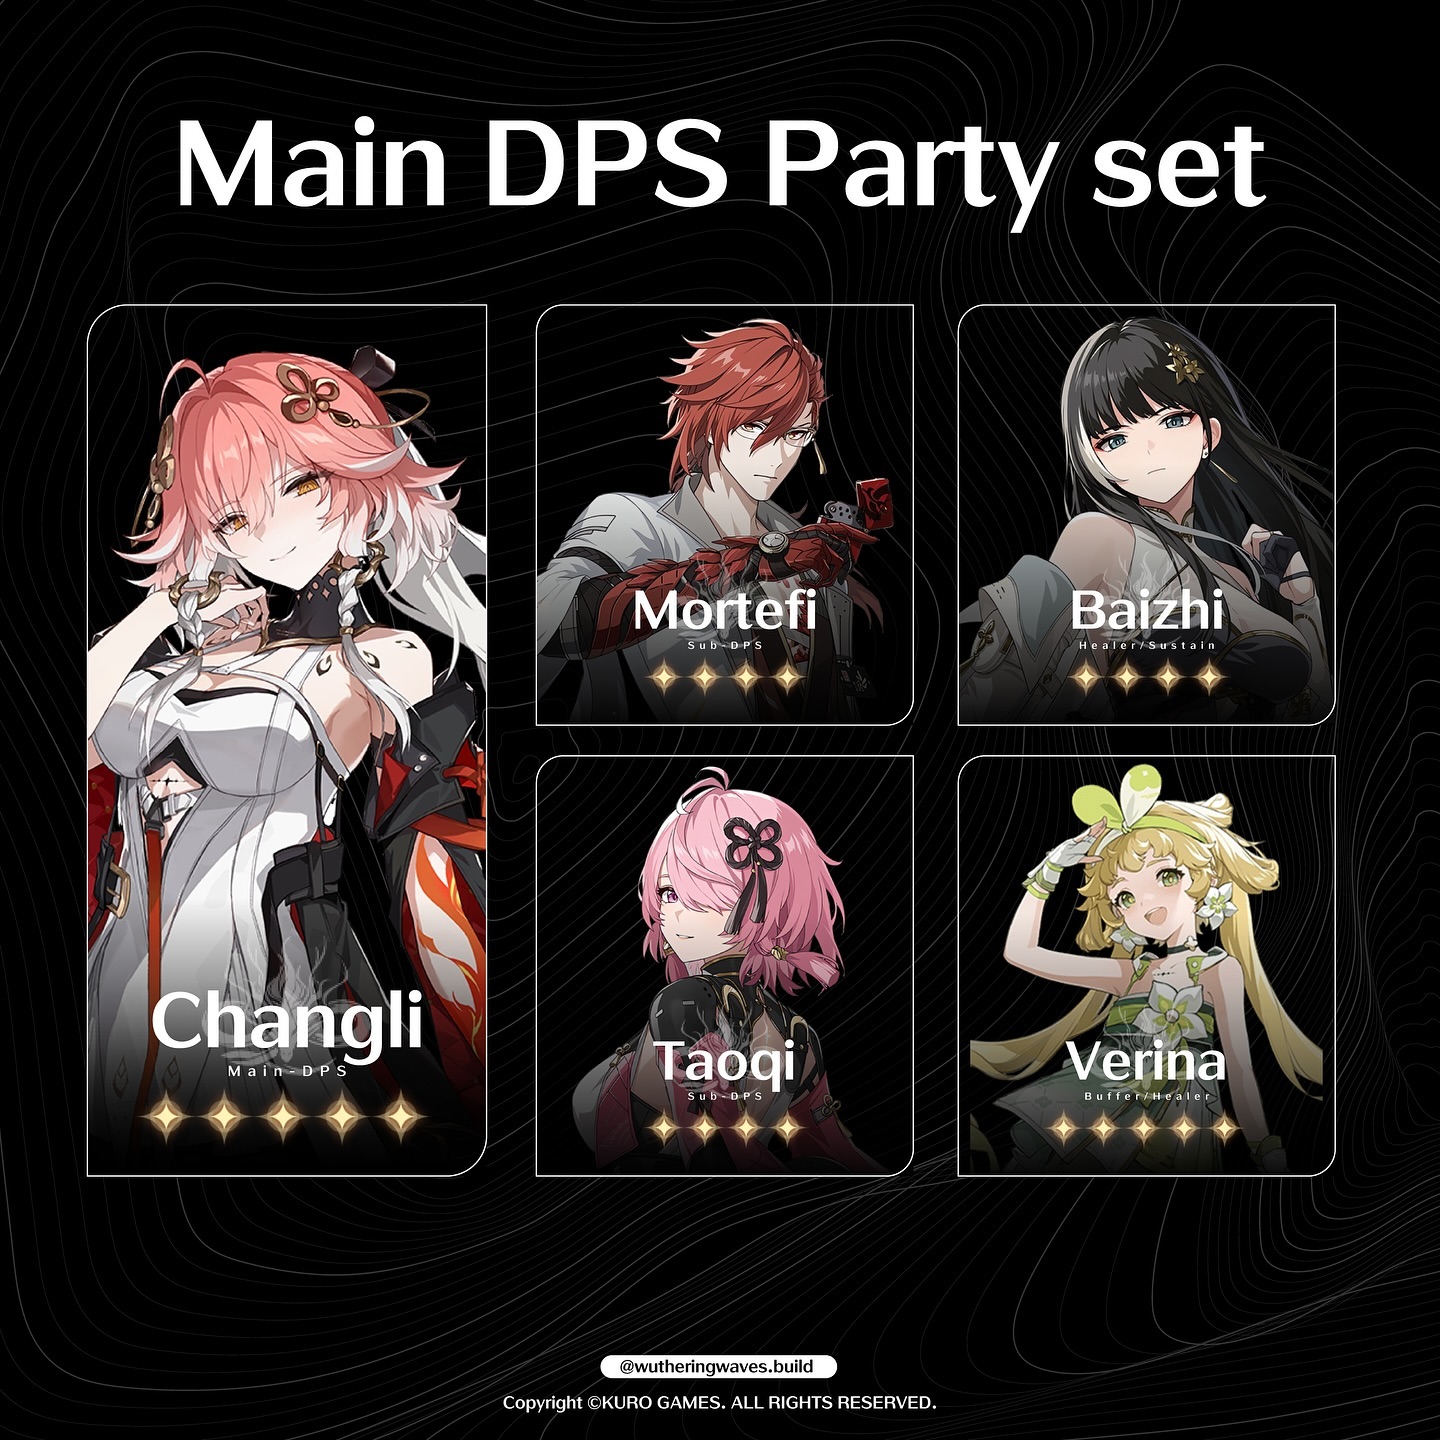 Main DPS Party set
Changli
Main-DPS
Mortefi
Sub-DPS
Baizhi
Healer/Sustain
Taoqi
Sub-DPS
Verina
Buffer/Healer
@wutheringwaves.build
Copyright ©KURO GAMES. ALL RIGHTS RESERVED.